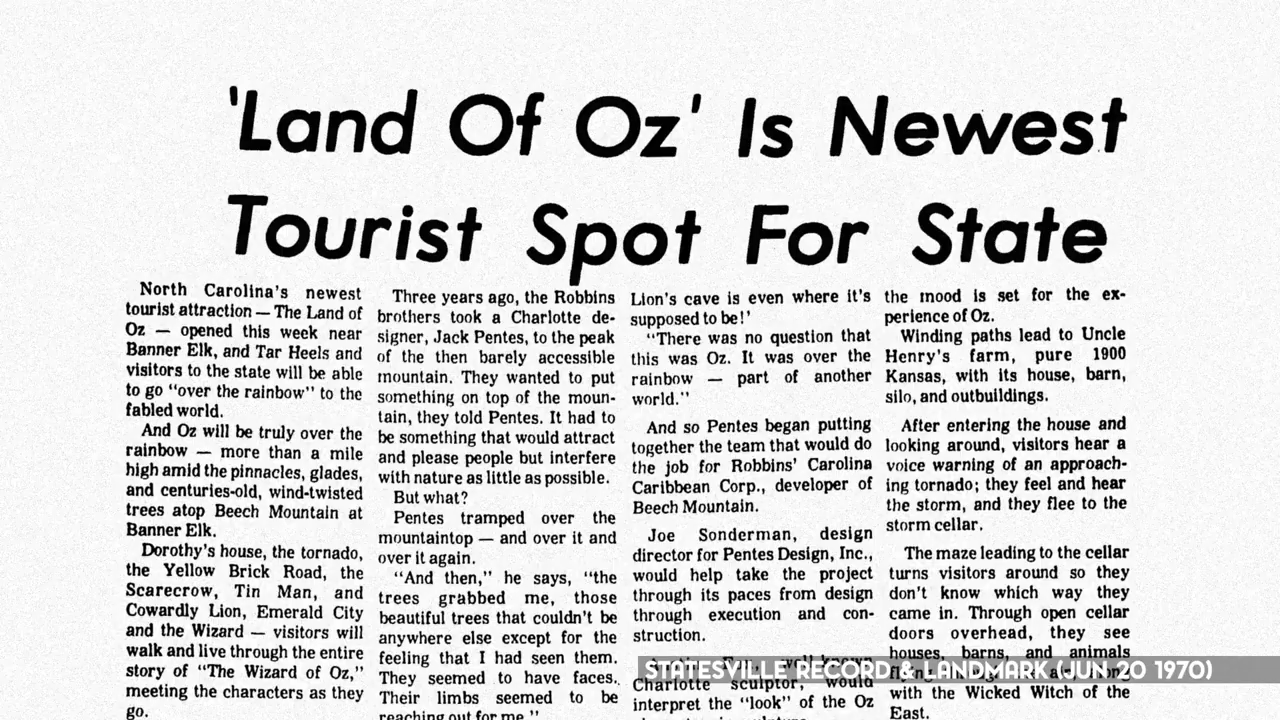 'Land Of Oz' Is Newest
Tourist Spot For State
North Carolina's newest
tourist attraction — The Land of
Oz — opened this week near
Banner Elk, and Tar Heels and
visitors to the state will be able
to go "over the rainbow" to the
fabled world.
And Oz will be truly over the
rainbow — more than a mile
high amid the pinnacles, glades,
and centuries-old, wind-twisted
trees atop Beech Mountain at
Banner Elk.
Dorothy's house, the tornado,
the Yellow Brick Road, the
Scarecrow, Tin Man, and
Cowardly Lion, Emerald City
and the Wizard — visitors will
walk and live through the entire
story of "The Wizard of Oz,"
meeting the characters as they
go.
Three years ago, the Robbins
brothers took a Charlotte de-
signer, Jack Pentes, to the peak
of the then barely accessible
mountain. They wanted to put
something on top of the moun-
tain, they told Pentes. It had to
be something that would attract
and please people but interfere
with nature as little as possible.
But what?
Pentes tramped over the
mountaintop — and over it and
over it again.
"And then," he says, "the
trees grabbed me, those
beautiful trees that couldn't be
anywhere else except for the
feeling that I had seen them.
They seemed to have faces.
Their limbs seemed to be
reaching out for me."
Lion's cave is even where it's
supposed to be!'
"There was no question that
this was Oz. It was over the
rainbow — part of another
world."
And so Pentes began putting
together the team that would do
the job for Robbins' Carolina
Caribbean Corp., developer of
Beech Mountain.
Joe Sonderman, design
director for Pentes Design, Inc.,
would help take the project
through its paces from design
through execution and con-
struction.
Charlotte sculptor, would
interpret the "look" of the Oz
the mood is set for the ex-
perience of Oz.
Winding paths lead to Uncle
Henry's farm, pure 1900
Kansas, with its house, barn,
silo, and outbuildings.
After entering the house and
looking around, visitors hear a
voice warning of an approach-
ing tornado; they feel and hear
the storm, and they flee to the
storm cellar.
The maze leading to the cellar
turns visitors around so they
don't know which way they
came in. Through open cellar
doors overhead, they see
houses, barns, and animals
with the Wicked Witch of the
East.
STATESVILLE RECORD & LANDMARK (JUN 20 1970)